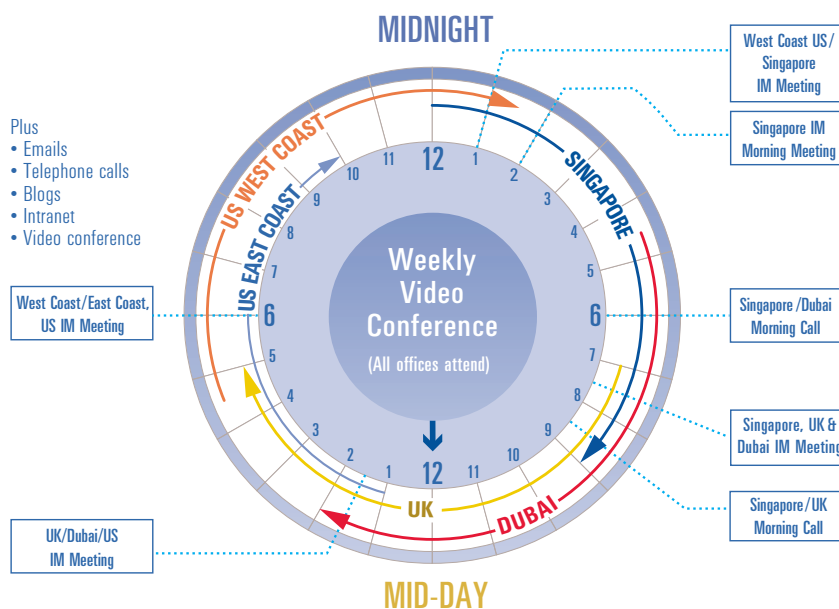 MIDNIGHT
West Coast US/
Singapore
IM Meeting
Singapore IM
Morning Meeting
Plus
• Emails
• Telephone calls
• Blogs
• Intranet
• Video conference
US WEST COAST
US EAST COAST
SINGAPORE
12
1
2
3
4
5
6
7
8
9
10
11
12
1
2
3
4
5
6
7
8
9
10
11
Weekly
Video
Conference
(All offices attend)
West Coast/East Coast,
US IM Meeting
Singapore/Dubai
Morning Call
Singapore, UK &
Dubai IM Meeting
Singapore/UK
Morning Call
UK
DUBAI
UK/Dubai/US
IM Meeting
MID-DAY